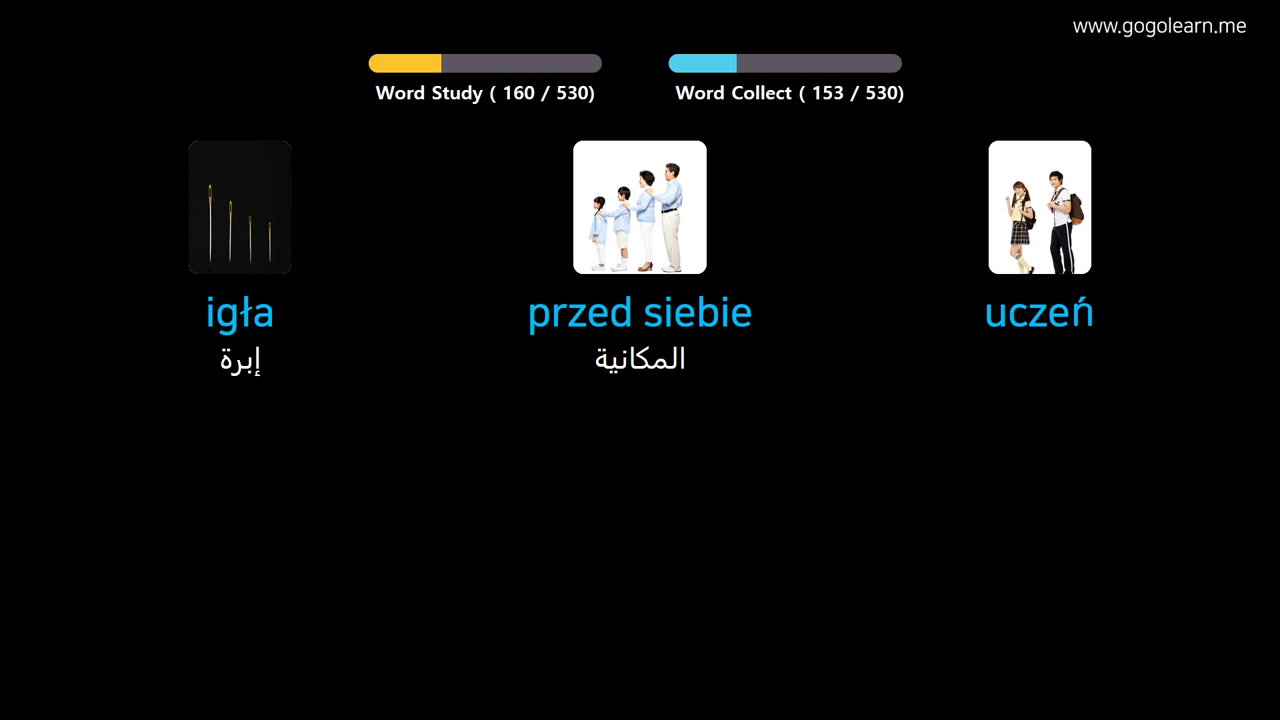 www.gogolearn.me
Word Study ( 160 / 530)
Word Collect ( 153 / 530)
igła
przed siebie
uczeń
إبرة
المكانية